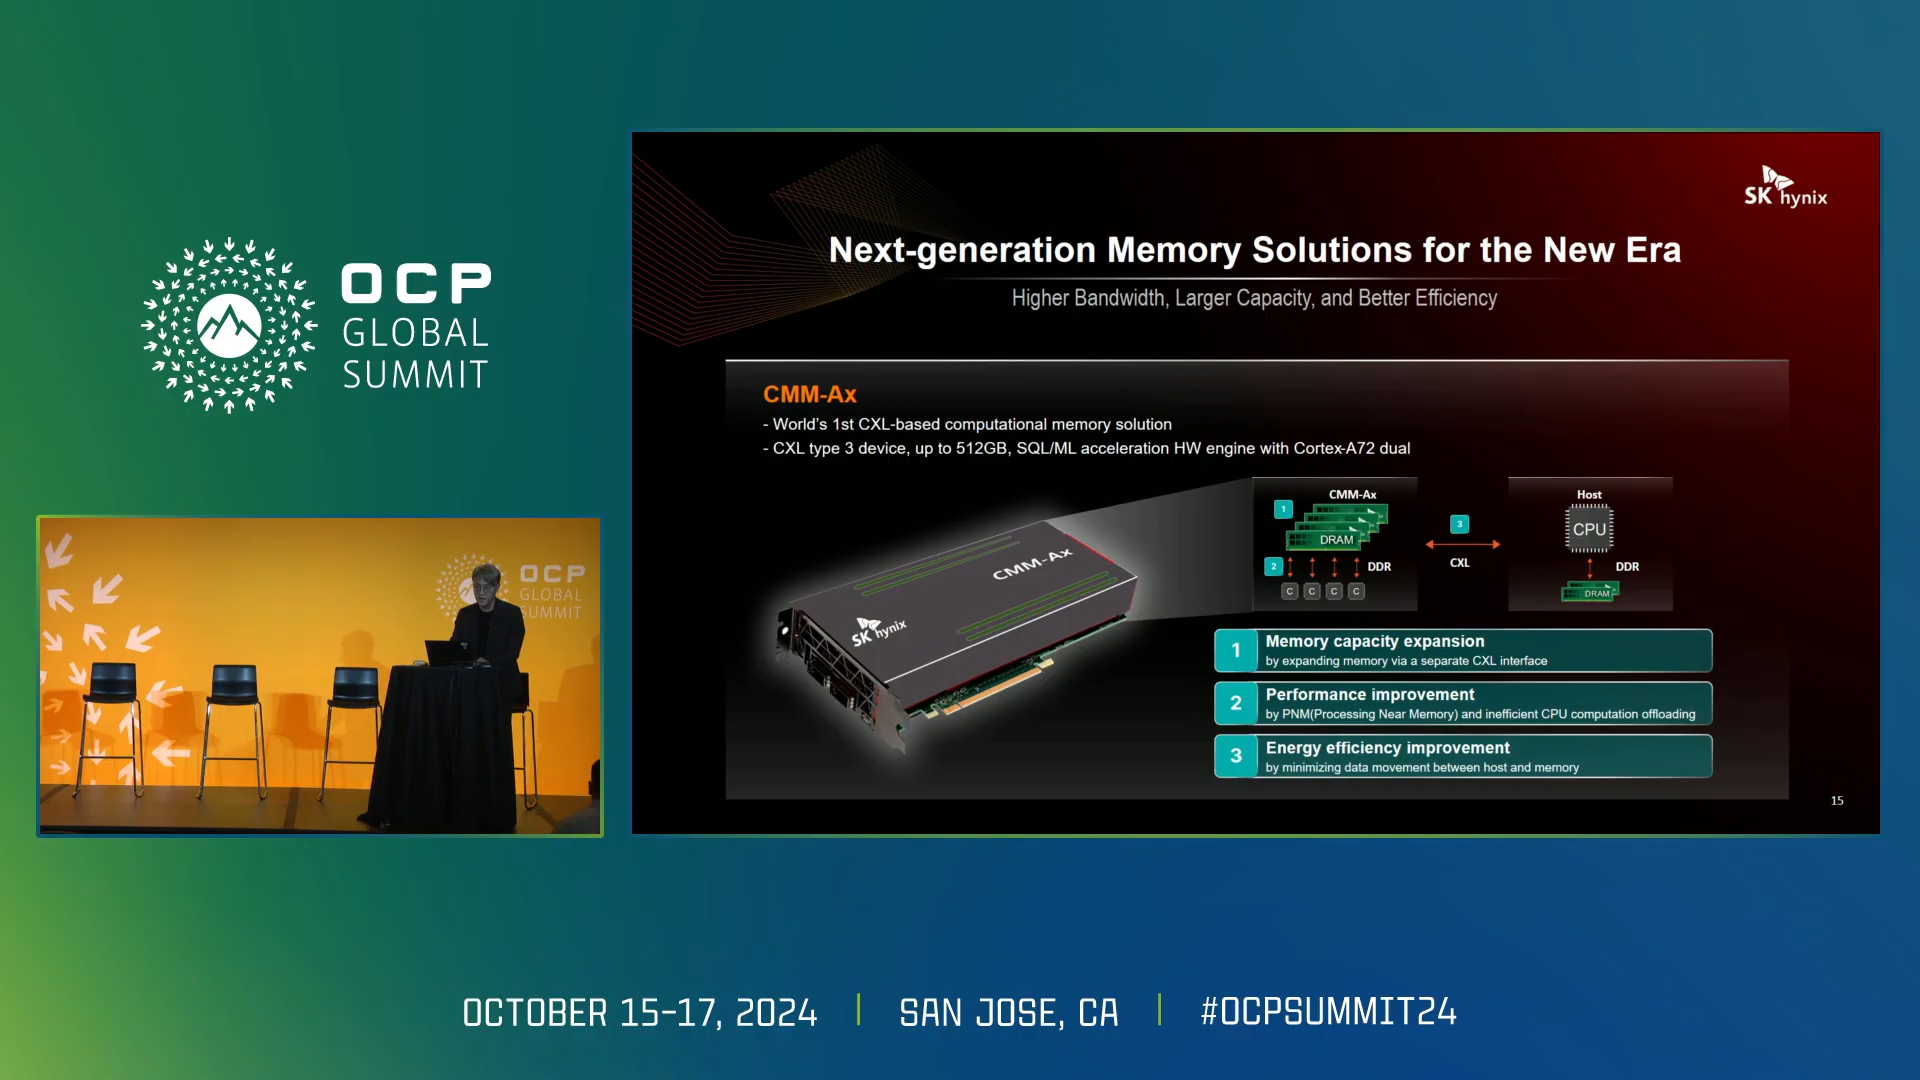 OCP
GLOBAL
SUMMIT
OCP
GLOBAL
SUMMIT
SK hynix
Next-generation Memory Solutions for the New Era
Higher Bandwidth, Larger Capacity, and Better Efficiency
CMM-Ax
- World's 1st CXL-based computational memory solution
- CXL type 3 device, up to 512GB, SQL/ML acceleration HW engine with Cortex-A72 dual
CMM-Ax
SK hynix
CMM-Ax
1
DRAM
2
DDR
C C C C
3
CXL
Host
CPU
DDR
DRAM
1
Memory capacity expansion
by expanding memory via a separate CXL interface
2
Performance improvement
by PNM(Processing Near Memory) and inefficient CPU computation offloading
3
Energy efficiency improvement
by minimizing data movement between host and memory
15
OCTOBER 15-17, 2024 | SAN JOSE, CA | #OCPSUMMIT24